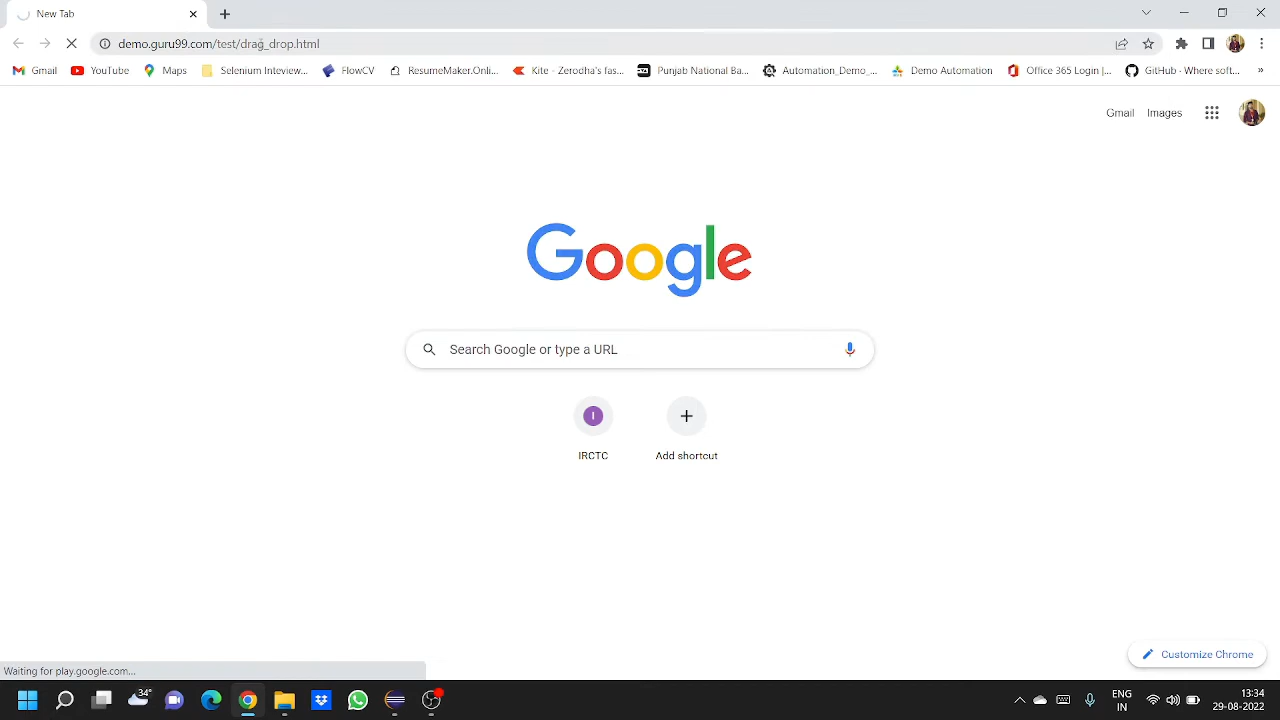 New Tab
demo.guru99.com/test/drag_drop.html
Gmail YouTube Maps Selenium Inteview... FlowCV ResumeMaker.Onli... Kite - Zerodha's fas... Punjab National Ba... Automation_Demo_... Demo Automation Office 365 Login |... GitHub · Where soft... »
Gmail Images
Google
Search Google or type a URL
I
IRCTC Add shortcut
Customize Chrome
Waiting for play.google.com...
34°
ENG
IN
13:34
29-08-2022